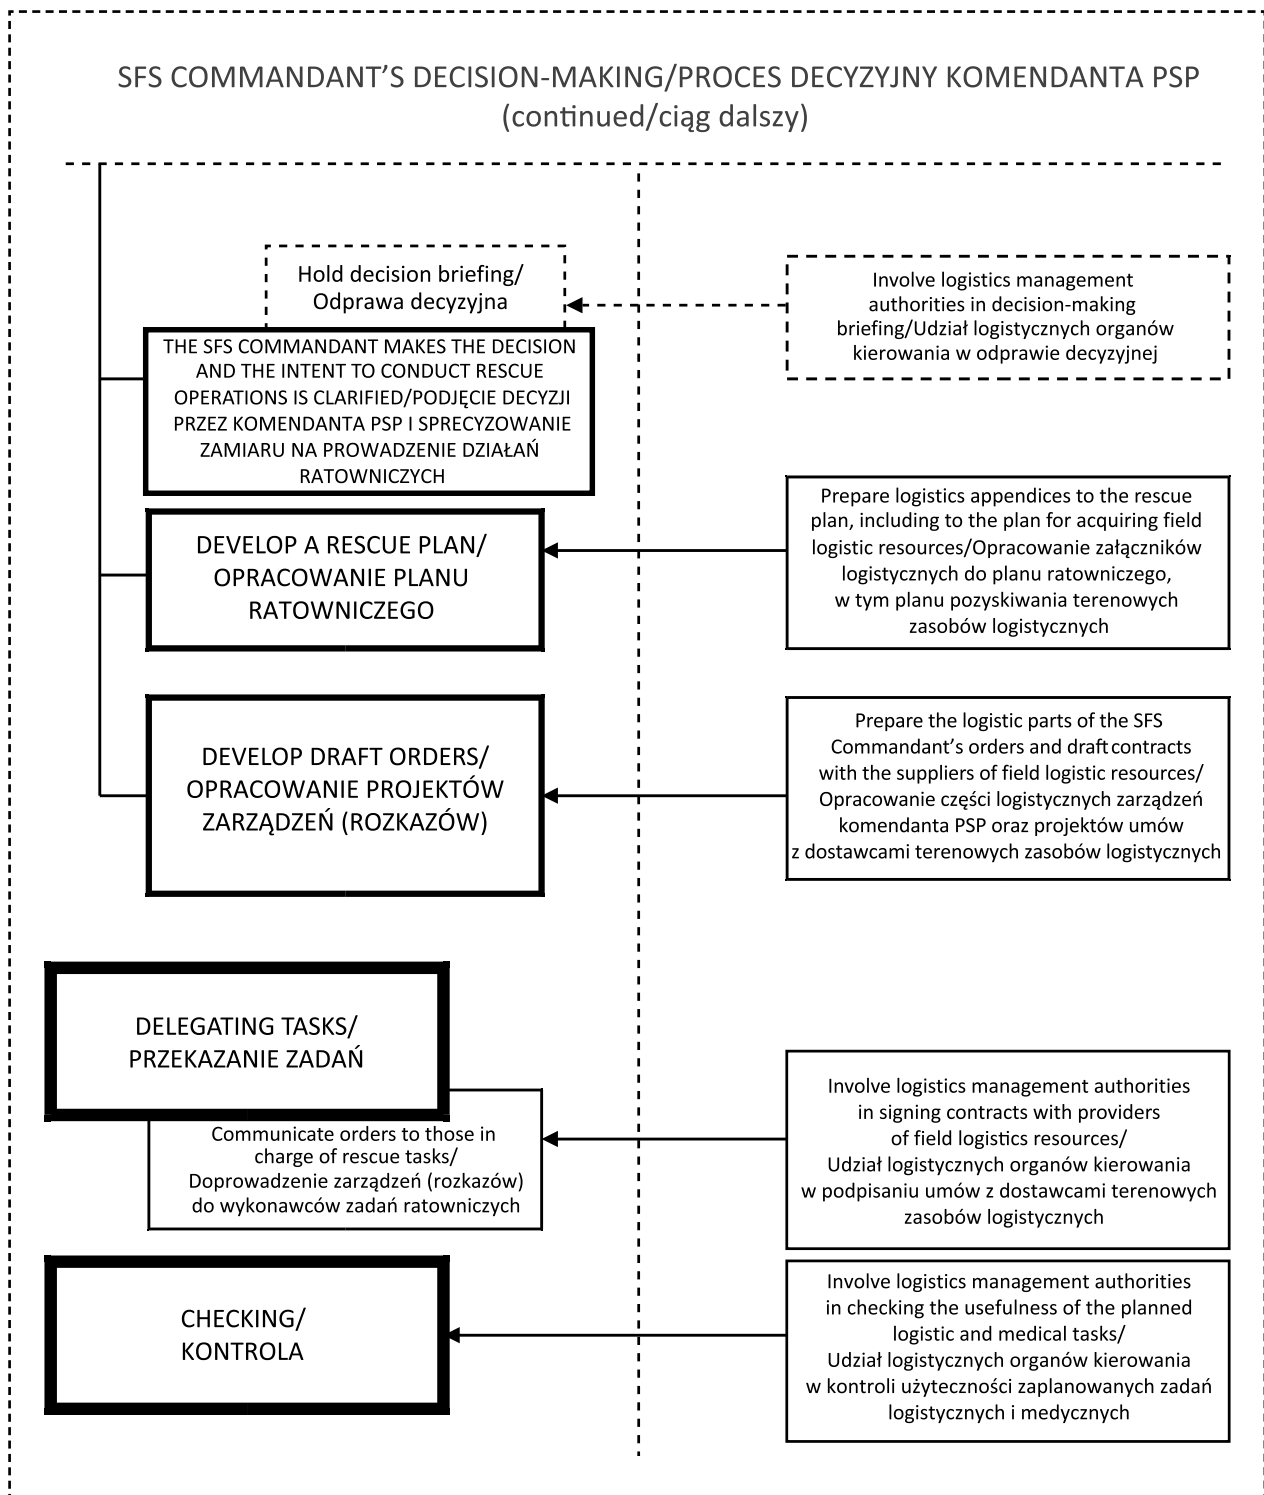 SFS COMMANDANT’S DECISION-MAKING/PROCES DECYZYJNY KOMENDANTA PSP
(continued/ciąg dalszy)
Hold decision briefing/
Odprawa decyzyjna
Involve logistics management
authorities in decision-making
briefing/Udział logistycznych organów
kierowania w odprawie decyzyjnej
THE SFS COMMANDANT MAKES THE DECISION
AND THE INTENT TO CONDUCT RESCUE
OPERATIONS IS CLARIFIED/PODJĘCIE DECYZJI
PRZEZ KOMENDANTA PSP I SPRECYZOWANIE
ZAMIARU NA PROWADZENIE DZIAŁAŃ
RATOWNICZYCH
DEVELOP A RESCUE PLAN/
OPRACOWANIE PLANU
RATOWNICZEGO
Prepare logistics appendices to the rescue
plan, including to the plan for acquiring field
logistic resources/Opracowanie załączników
logistycznych do planu ratowniczego,
w tym planu pozyskiwania terenowych
zasobów logistycznych
DEVELOP DRAFT ORDERS/
OPRACOWANIE PROJEKTÓW
ZARZĄDZEŃ (ROZKAZÓW)
Prepare the logistic parts of the SFS
Commandant’s orders and draft contracts
with the suppliers of field logistic resources/
Opracowanie części logistycznych zarządzeń
komendanta PSP oraz projektów umów
z dostawcami terenowych zasobów logistycznych
DELEGATING TASKS/
PRZEKAZANIE ZADAŃ
Communicate orders to those in
charge of rescue tasks/
Doprowadzenie zarządzeń (rozkazów)
do wykonawców zadań ratowniczych
Involve logistics management authorities
in signing contracts with providers
of field logistics resources/
Udział logistycznych organów kierowania
w podpisaniu umów z dostawcami terenowych
zasobów logistycznych
CHECKING/
KONTROLA
Involve logistics management authorities
in checking the usefulness of the planned
logistic and medical tasks/
Udział logistycznych organów kierowania
w kontroli użyteczności zaplanowanych zadań
logistycznych i medycznych